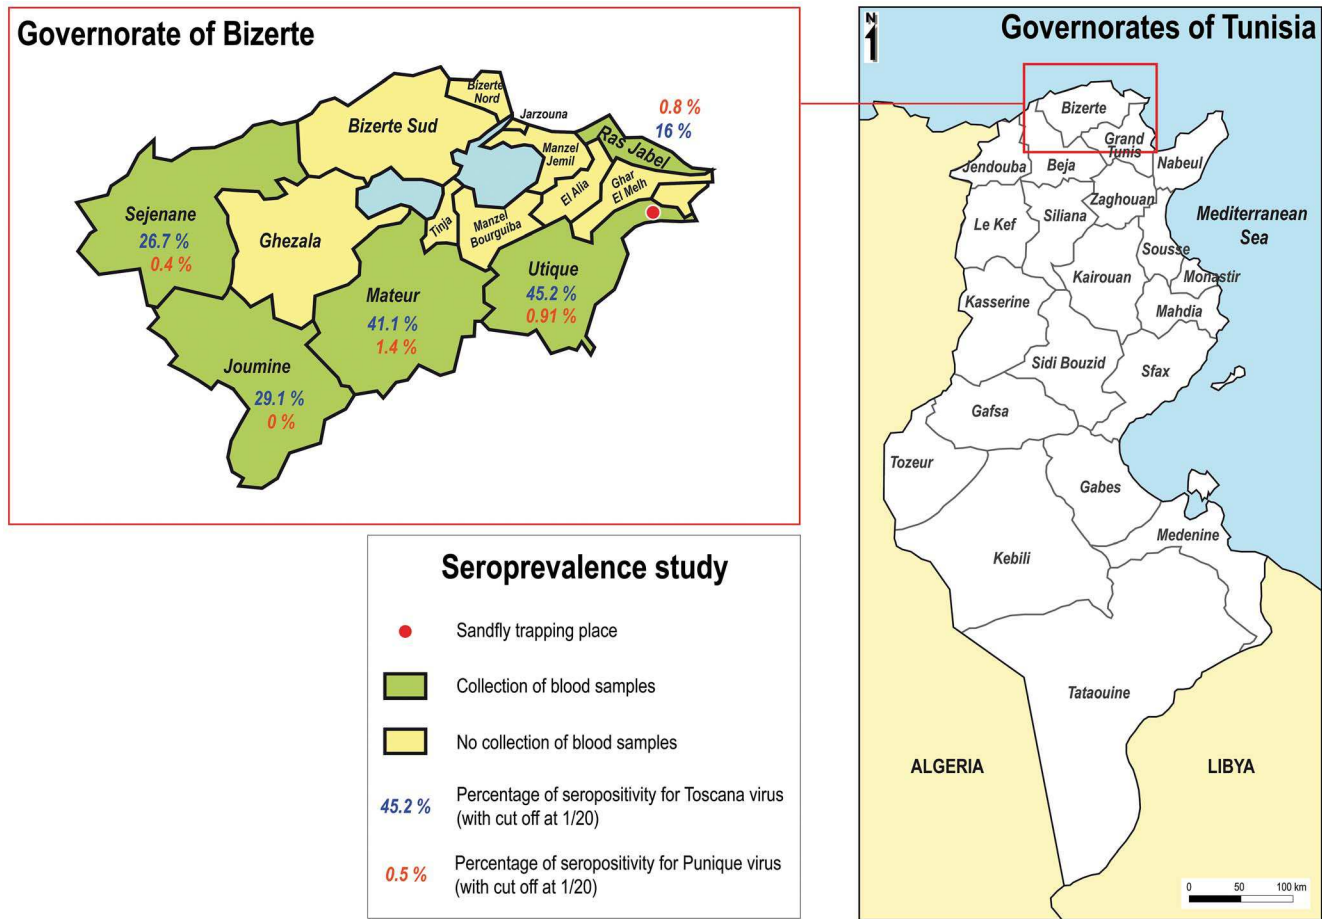 Governorate of Bizerte
Bizerte
Nord
Jarzouna
0.8 %
16 %
Bizerte Sud
Ras Jabel
Manzel
Jemil
El Alia
Ghar
El Melh
Sejenane
26.7 %
0.4 %
Ghezala
Tinja
Manzel
Bourguiba
Utique
45.2 %
0.91 %
Mateur
41.1 %
1.4 %
Joumine
29.1 %
0 %
Seroprevalence study
Sandfly trapping place
Collection of blood samples
No collection of blood samples
45.2 %
Percentage of seropositivity for Toscana virus
(with cut off at 1/20)
0.5 %
Percentage of seropositivity for Punique virus
(with cut off at 1/20)
N
Governorates of Tunisia
Bizerte
Grand
Tunis
Jendouba
Beja
Nabeul
Zaghouan
Le Kef
Siliana
Mediterranean
Sea
Sousse
Kairouan
Monastir
Kasserine
Mahdia
Sidi Bouzid
Sfax
Gafsa
Tozeur
Gabes
Medenine
Kebili
Tataouine
ALGERIA
LIBYA
0 50 100 km